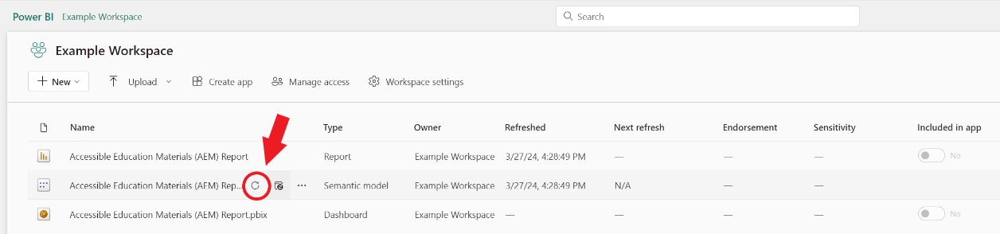 Power BI Example Workspace Search
Example Workspace
New Upload Create app Manage access Workspace settings
Name Type Owner Refreshed Next refresh Endorsement Sensitivity Included in app
Accessible Education Materials (AEM) Report Report Example Workspace 3/27/24, 4:28:49 PM — — — No
Accessible Education Materials (AEM) Rep... Semantic model Example Workspace 3/27/24, 4:28:49 PM N/A — —
Accessible Education Materials (AEM) Report.pbix Dashboard Example Workspace — — — — No